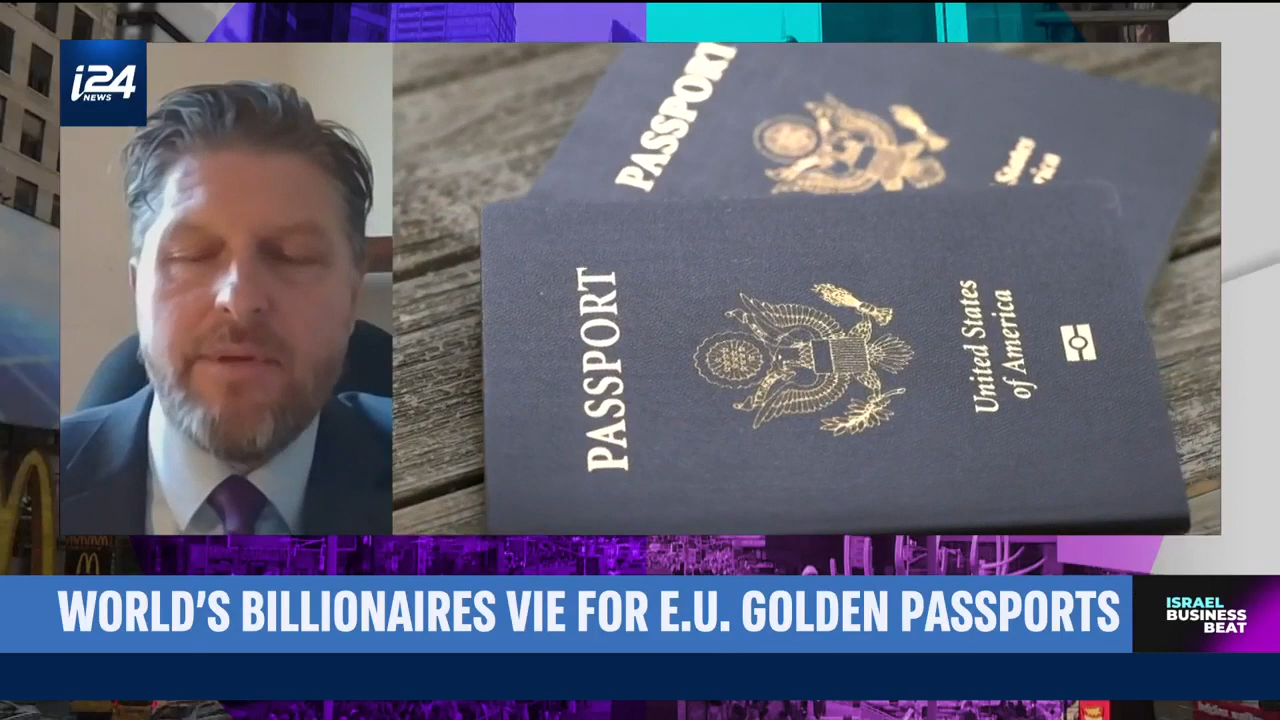 i24
NEWS
PASSPORT
PASSPORT
United States
of America
WORLD'S BILLIONAIRES VIE FOR E.U. GOLDEN PASSPORTS
ISRAEL
BUSINESS
BEAT